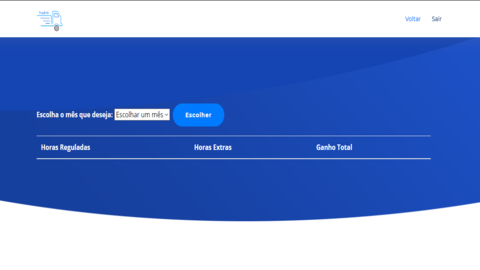 Voltar Sair
Escolha o mês que deseja: Escolhar um mês Escolher
Horas Reguladas Horas Extras Ganho Total